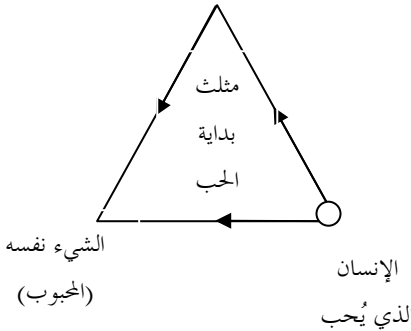 مثلث
بداية
الحب
الإنسان
لذي يُحب
الشيء نفسه
(المحبوب)